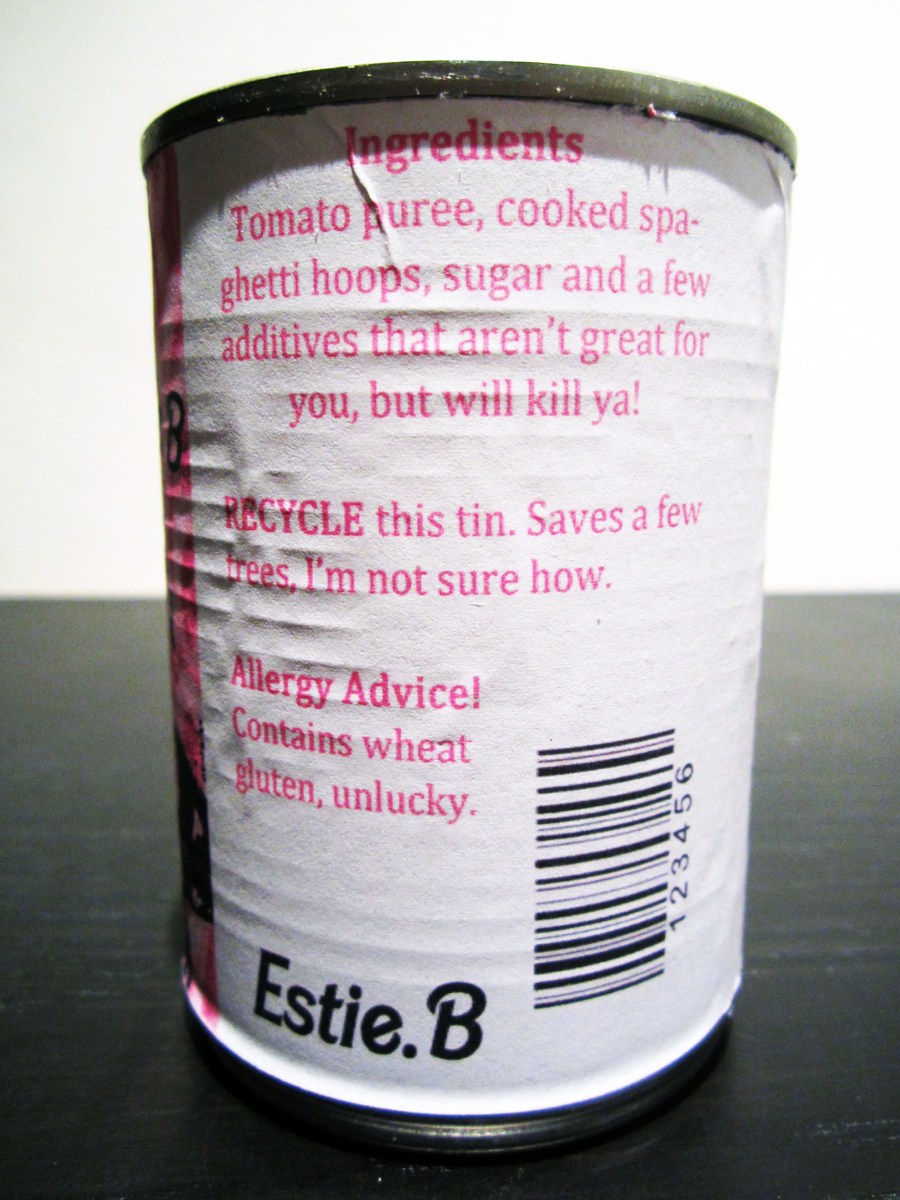 Ingredients
Tomato puree, cooked spa-
ghetti hoops, sugar and a few
additives that aren't great for
you, but will kill ya!
RECYCLE this tin. Saves a few
trees, I'm not sure how.
Allergy Advice!
Contains wheat
gluten, unlucky.
123456
Estie.B
B